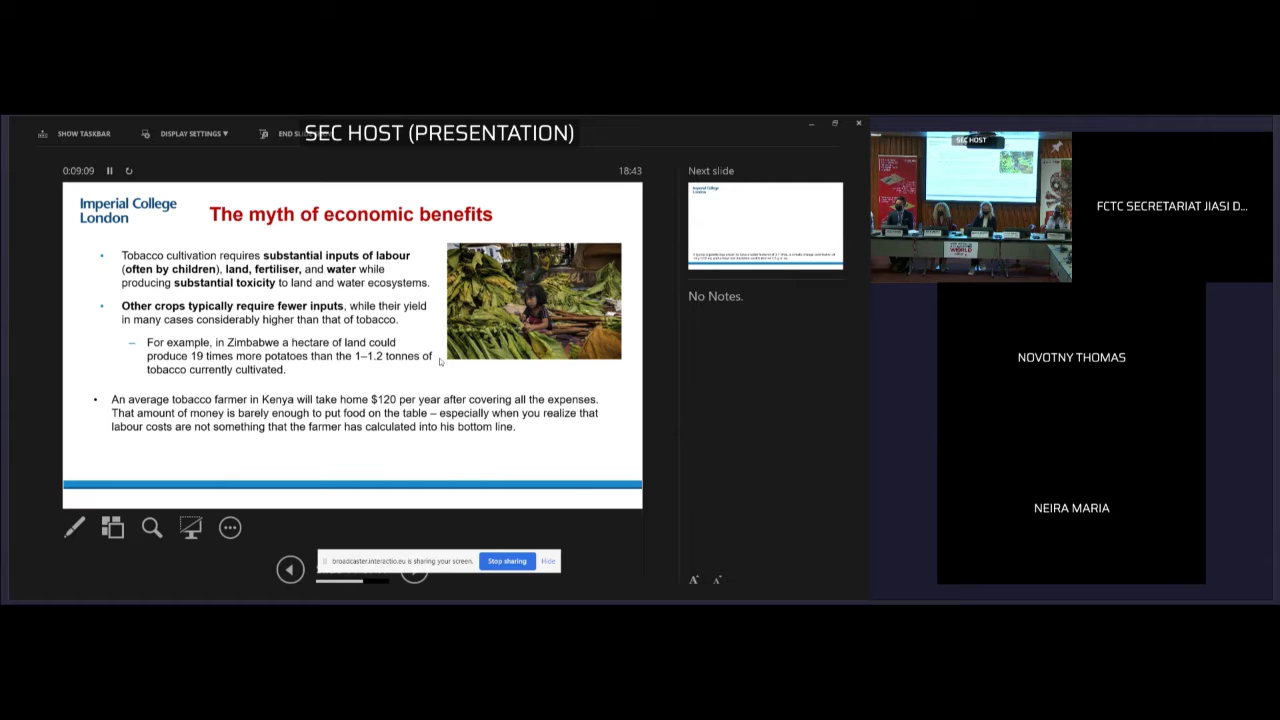 SHOW TASKBAR
DISPLAY SETTINGS ▼
END SLI
SEC HOST (PRESENTATION)
0:09:09
18:43
Imperial College
London
The myth of economic benefits
• Tobacco cultivation requires substantial inputs of labour
(often by children), land, fertiliser, and water while
producing substantial toxicity to land and water ecosystems.
• Other crops typically require fewer inputs, while their yield
in many cases considerably higher than that of tobacco.
– For example, in Zimbabwe a hectare of land could
produce 19 times more potatoes than the 1–1.2 tonnes of
tobacco currently cultivated.
• An average tobacco farmer in Kenya will take home $120 per year after covering all the expenses.
That amount of money is barely enough to put food on the table – especially when you realize that
labour costs are not something that the farmer has calculated into his bottom line.
broadcaster.interactio.eu is sharing your screen.
Stop sharing
Hide
Next slide
Imperial College
London
No Notes.
SEC HOST
WORLD
FCTC SECRETARIAT JIASI D...
NOVOTNY THOMAS
NEIRA MARIA